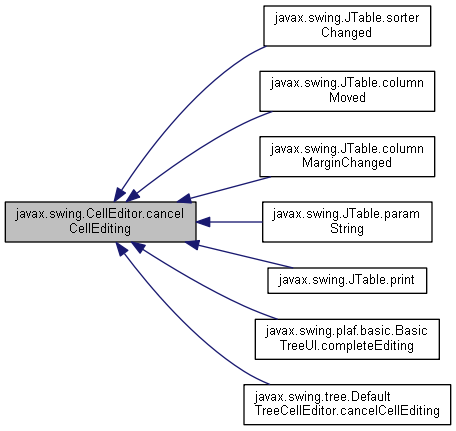 javax.swing.JTable.sorter
Changed
javax.swing.JTable.column
Moved
javax.swing.JTable.column
MarginChanged
javax.swing.CellEditor.cancel
CellEditing
javax.swing.JTable.param
String
javax.swing.JTable.print
javax.swing.plaf.basic.Basic
TreeUI.completeEditing
javax.swing.tree.Default
TreeCellEditor.cancelCellEditing